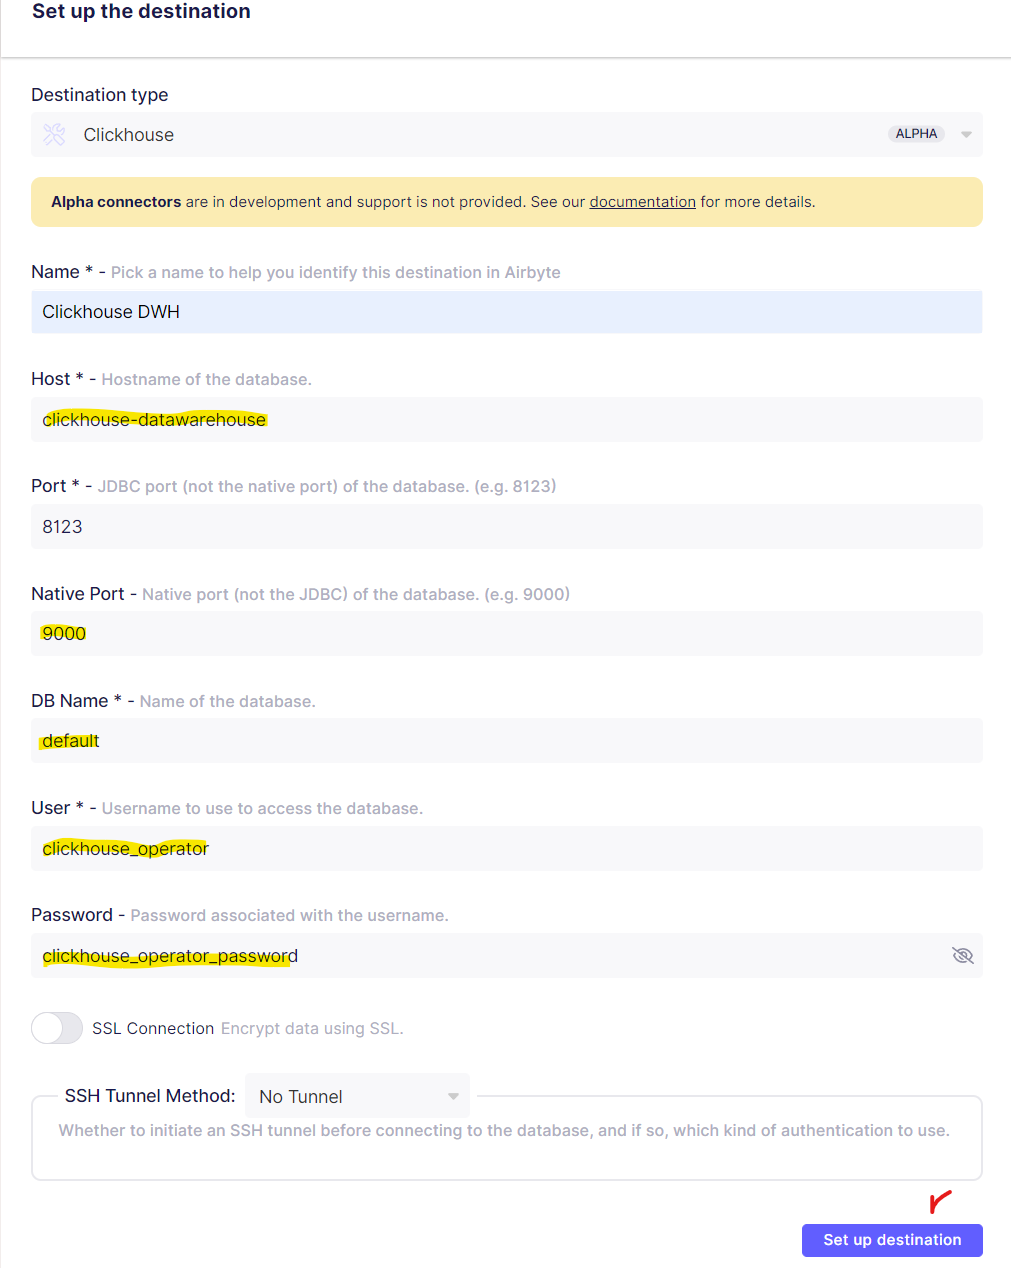 Set up the destination
Destination type
Clickhouse ALPHA
Alpha connectors are in development and support is not provided. See our documentation for more details.
Name * - Pick a name to help you identify this destination in Airbyte
Clickhouse DWH
Host * - Hostname of the database.
clickhouse-datawarehouse
Port * - JDBC port (not the native port) of the database. (e.g. 8123)
8123
Native Port - Native port (not the JDBC) of the database. (e.g. 9000)
9000
DB Name * - Name of the database.
default
User * - Username to use to access the database.
clickhouse_operator
Password - Password associated with the username.
clickhouse_operator_password
SSL Connection Encrypt data using SSL.
SSH Tunnel Method: No Tunnel
Whether to initiate an SSH tunnel before connecting to the database, and if so, which kind of authentication to use.
Set up destination